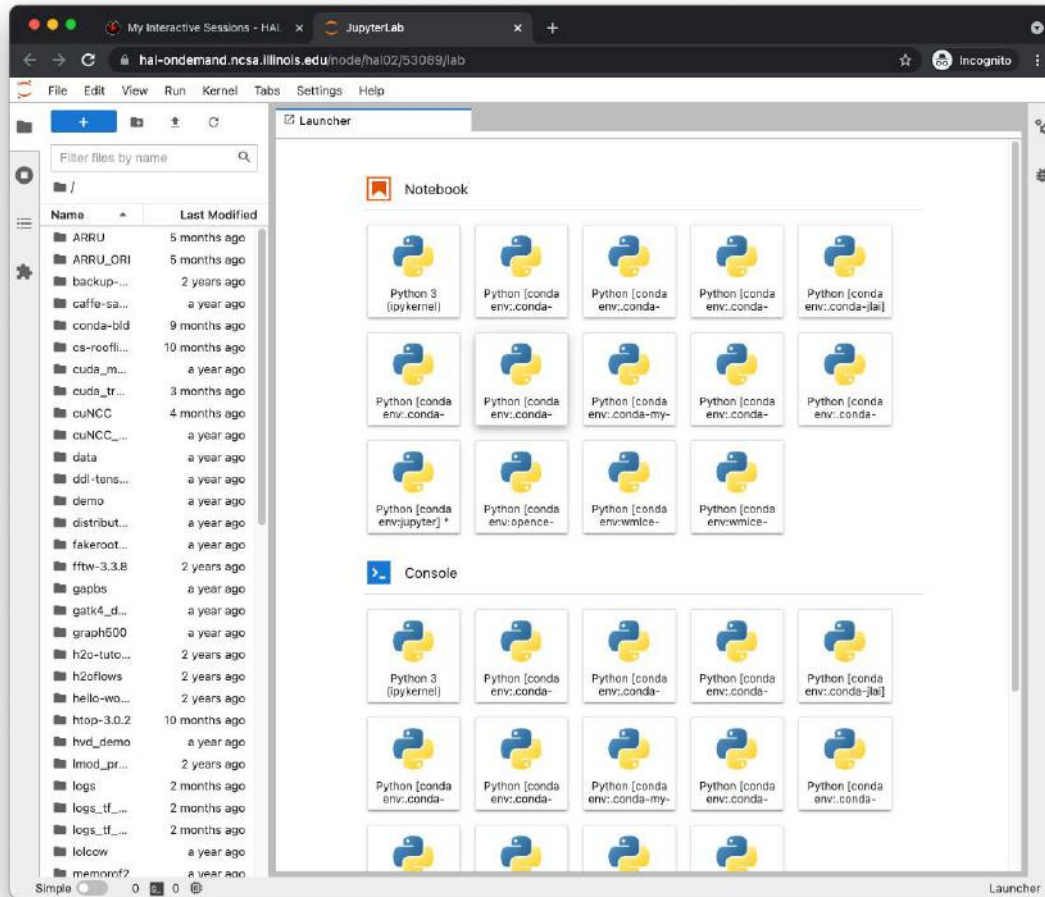 My Interactive Sessions - HAL
JupyterLab
hal-ondemand.ncsa.illinois.edu/node/hal02/53089/lab
Incognito
File Edit View Run Kernel Tabs Settings Help
Launcher
Filter files by name
/
Name Last Modified
ARRU 5 months ago
ARRU_ORI 5 months ago
backup-... 2 years ago
caffe-sa... a year ago
conda-bld 9 months ago
cs-roofli... 10 months ago
cuda_m... a year ago
cuda_tr... 3 months ago
cuNCC 4 months ago
cuNCC_... a year ago
data a year ago
ddl-tens... a year ago
demo a year ago
distribut... a year ago
fakeroot... a year ago
fftw-3.3.8 2 years ago
gapbs a year ago
gatk4_d... a year ago
graph500 a year ago
h2o-tuto... 2 years ago
h2oflows 2 years ago
hello-wo... 2 years ago
htop-3.0.2 10 months ago
hvd_demo a year ago
lmod_pr... 2 years ago
logs 2 months ago
logs_tf_... 2 months ago
logs_tf_... 2 months ago
lolcow a year ago
memprof2 a year ago
Notebook
Python 3 Python [conda Python [conda Python [conda Python [conda
(ipykernel) env:.conda- env:.conda- env:.conda- env:.conda-jlai]
Python [conda Python [conda Python [conda Python [conda Python [conda
env:.conda- env:.conda- env:.conda-my- env:.conda- env:.conda-
Python [conda Python [conda Python [conda Python [conda
env:jupyter] * env:opence- env:wmlce- env:wmlce-
Console
Python 3 Python [conda Python [conda Python [conda Python [conda
(ipykernel) env:.conda- env:.conda- env:.conda- env:.conda-jlai]
Python [conda Python [conda Python [conda Python [conda Python [conda
env:.conda- env:.conda- env:.conda-my- env:.conda- env:.conda-
Simple 0 0 Launcher